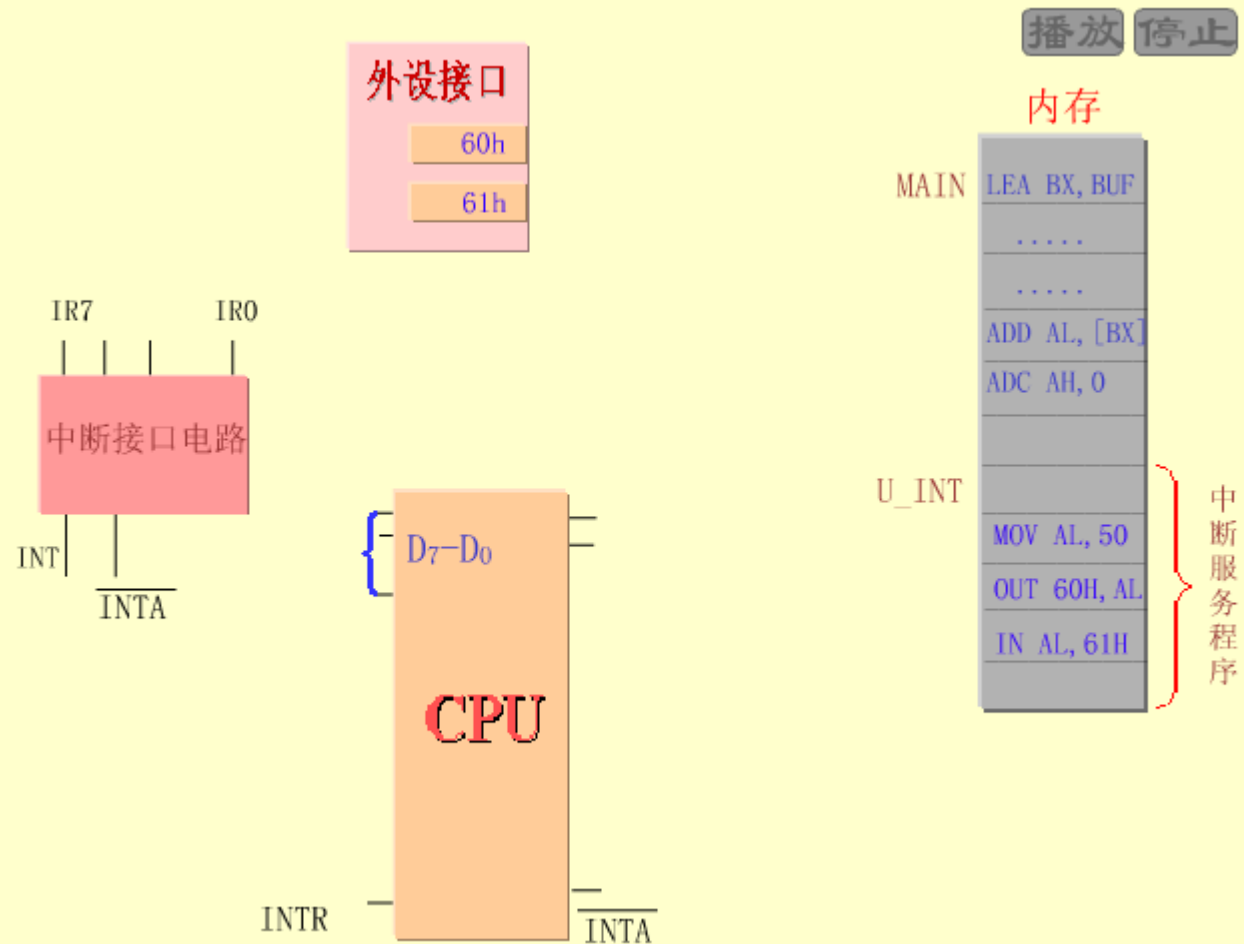 播放 停止
外设接口
60h
61h
内存
MAIN
LEA BX, BUF
.....
.....
ADD AL, [BX]
ADC AH, 0
U_INT
MOV AL, 50
OUT 60H, AL
IN AL, 61H
中断服务程序
IR7 IR0
中断接口电路
INT
INTA
D7-D0
CPU
INTR
INTA